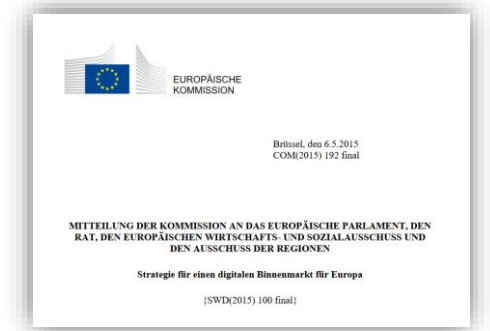 EUROPÄISCHE
KOMMISSION
Brüssel, den 6.5.2015
COM(2015) 192 final
MITTEILUNG DER KOMMISSION AN DAS EUROPÄISCHE PARLAMENT, DEN
RAT, DEN EUROPÄISCHEN WIRTSCHAFTS- UND SOZIALAUSSCHUSS UND
DEN AUSSCHUSS DER REGIONEN
Strategie für einen digitalen Binnenmarkt für Europa
{SWD(2015) 100 final}